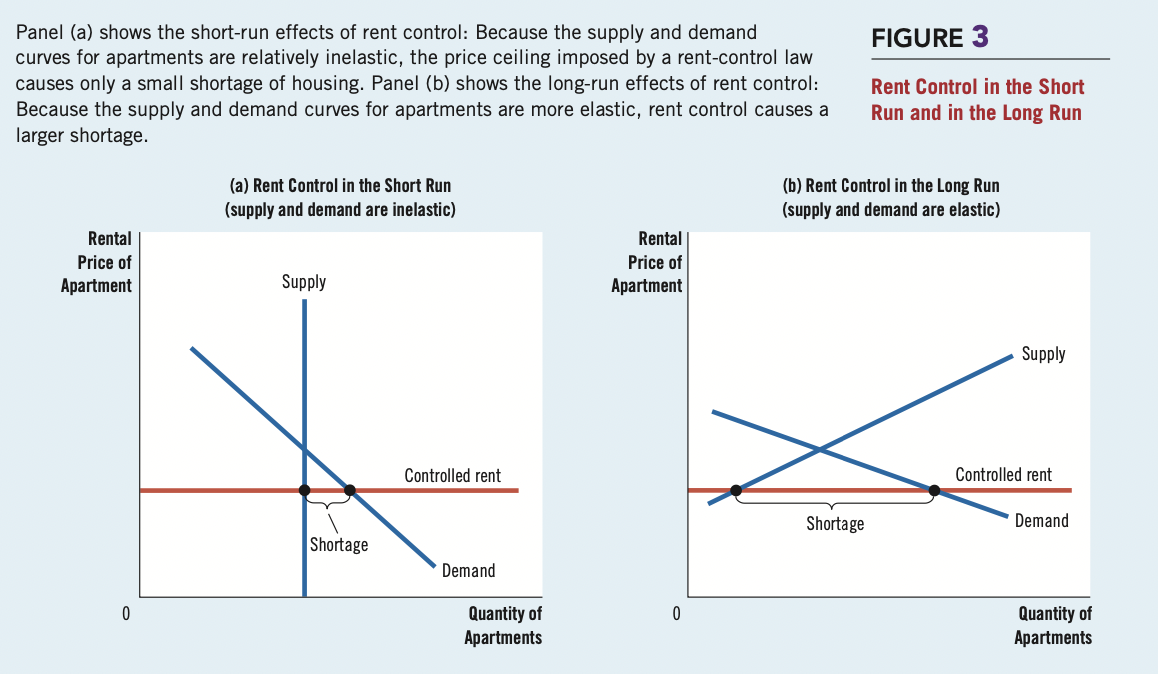 Panel (a) shows the short-run effects of rent control: Because the supply and demand
curves for apartments are relatively inelastic, the price ceiling imposed by a rent-control law
causes only a small shortage of housing. Panel (b) shows the long-run effects of rent control:
Because the supply and demand curves for apartments are more elastic, rent control causes a
larger shortage.
FIGURE 3
Rent Control in the Short
Run and in the Long Run
(a) Rent Control in the Short Run
(supply and demand are inelastic)
Rental
Price of
Apartment
Supply
Controlled rent
Shortage
Demand
0
Quantity of
Apartments
(b) Rent Control in the Long Run
(supply and demand are elastic)
Rental
Price of
Apartment
Supply
Controlled rent
Shortage
Demand
0
Quantity of
Apartments